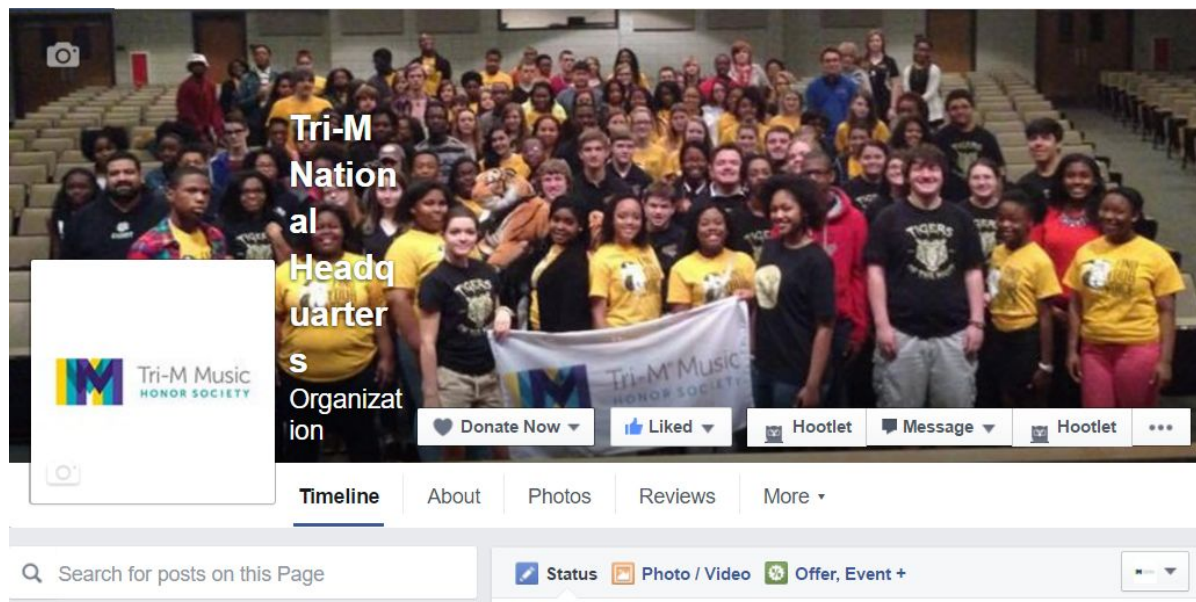 Tri-M
Nation
al
Headq
uarter
s
Organizat
ion
TIGERS
TIGERS
Tri-M Music
HONOR SOCIETY
Tri-M Music
HONOR SOCIETY
Donate Now
Liked
Hootlet
Message
Hootlet
Timeline
About
Photos
Reviews
More
Search for posts on this Page
Status
Photo / Video
Offer, Event +